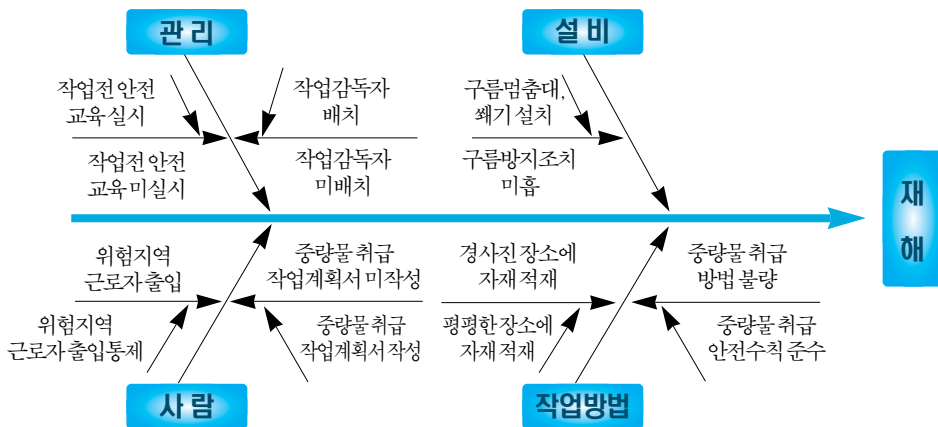 관 리
설 비
작업전 안전
교육 실시
작업감독자
배치
구름멈춤대,
쐐기 설치
작업전 안전
교육 미실시
작업감독자
미배치
구름방지조치
미흡
재
해
위험지역
근로자 출입
중량물 취급
작업계획서 미작성
경사진 장소에
자재 적재
중량물 취급
방법 불량
위험지역
근로자 출입통제
중량물 취급
작업계획서 작성
평평한 장소에
자재 적재
중량물 취급
안전수칙 준수
사 람
작업방법